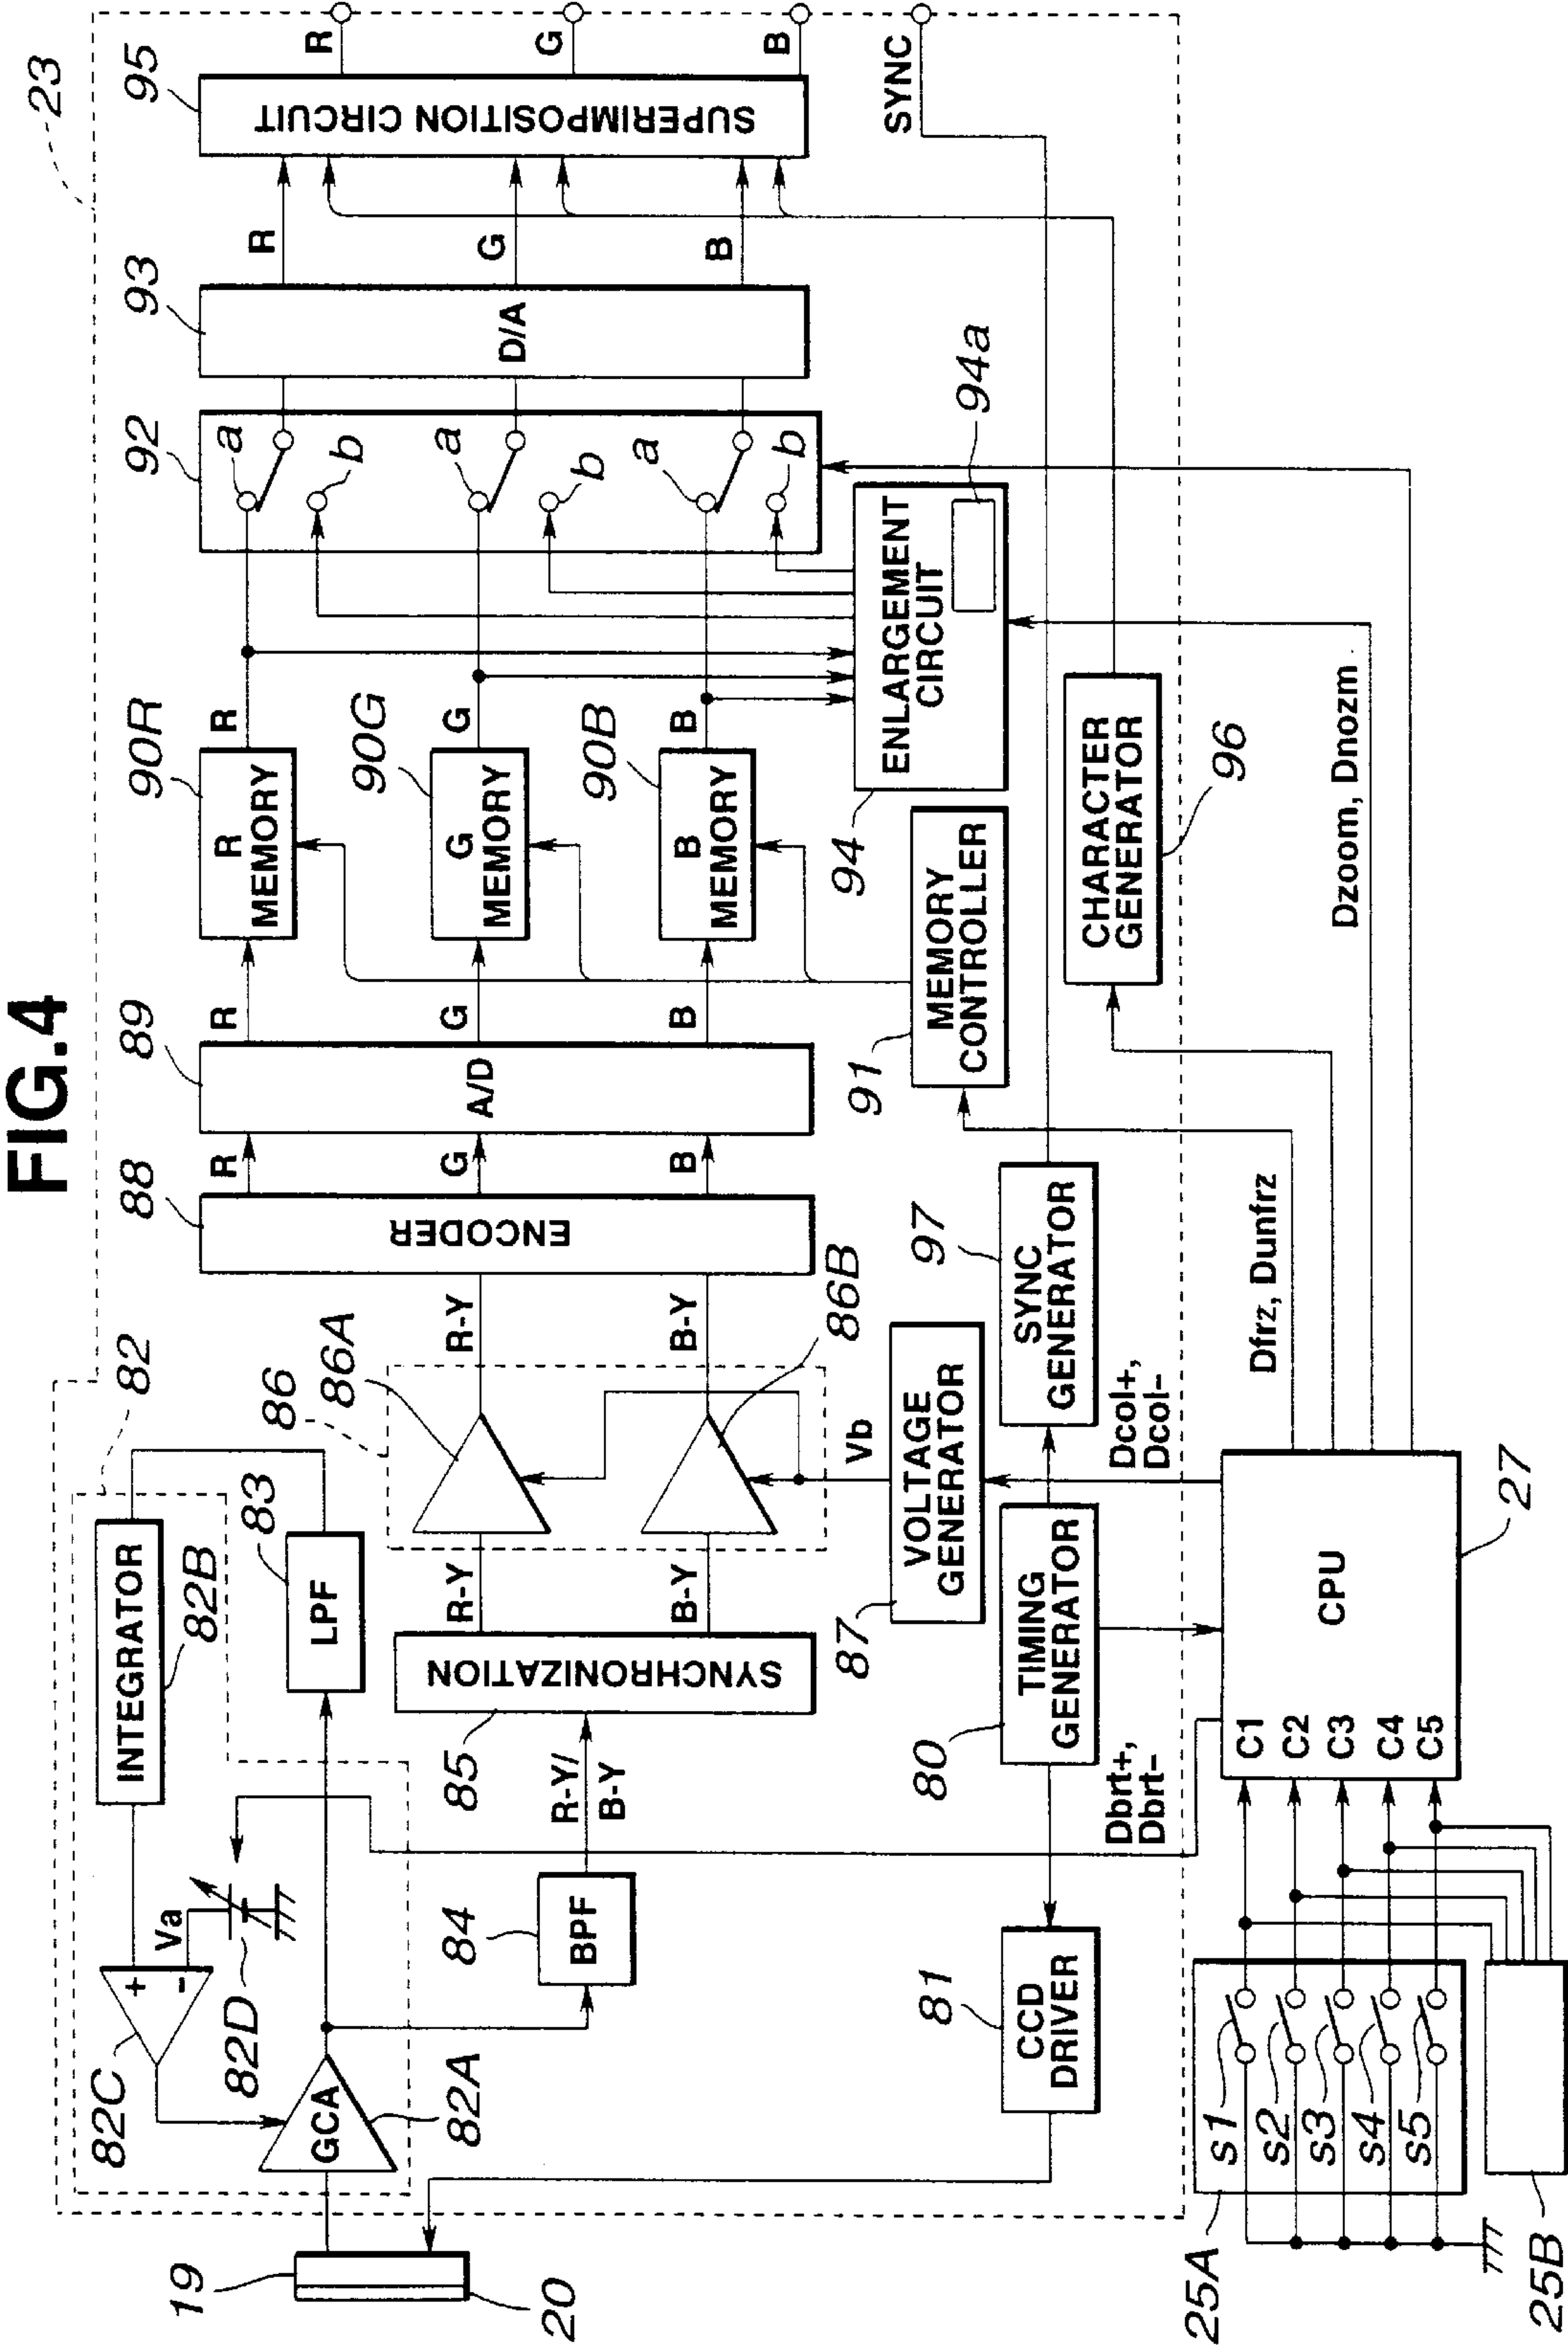 FIG.4
23
82
INTEGRATOR
82B
82C
+
-
Va
82D
GCA
82A
83
LPF
19
20
84
BPF
R-Y/
B-Y
85
SYNCHRONIZATION
R-Y
B-Y
86
86A
86B
R-Y
B-Y
Vb
87
VOLTAGE
GENERATOR
88
ENCODER
R
G
B
89
A/D
R
G
B
90R
R
MEMORY
R
90G
G
MEMORY
G
90B
B
MEMORY
B
91
MEMORY
CONTROLLER
92
a
b
a
b
a
b
93
D/A
R
G
B
94
ENLARGEMENT
CIRCUIT
94a
95
SUPERIMPOSITION CIRCUIT
R
G
B
SYNC
81
CCD
DRIVER
80
TIMING
GENERATOR
97
SYNC
GENERATOR
CHARACTER
GENERATOR
96
Dbrt+,
Dbrt-
Dcol+,
Dcol-
Dfrz, Dunfrz
Dzoom, Dnozm
25A
s1
s2
s3
s4
s5
25B
C1
C2
C3
C4
C5
CPU
27